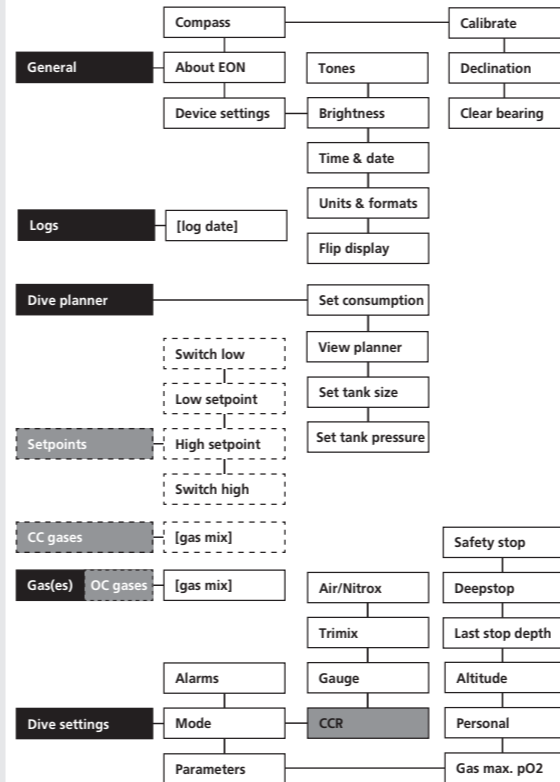 Compass
Calibrate
General
About EON
Tones
Declination
Device settings
Brightness
Clear bearing
Time & date
Units & formats
Logs
[log date]
Flip display
Dive planner
Set consumption
Switch low
View planner
Low setpoint
Set tank size
Setpoints
High setpoint
Set tank pressure
Switch high
CC gases
[gas mix]
Safety stop
Gas(es)
OC gases
[gas mix]
Air/Nitrox
Deepstop
Trimix
Last stop depth
Alarms
Gauge
Altitude
Dive settings
Mode
CCR
Personal
Parameters
Gas max. pO2